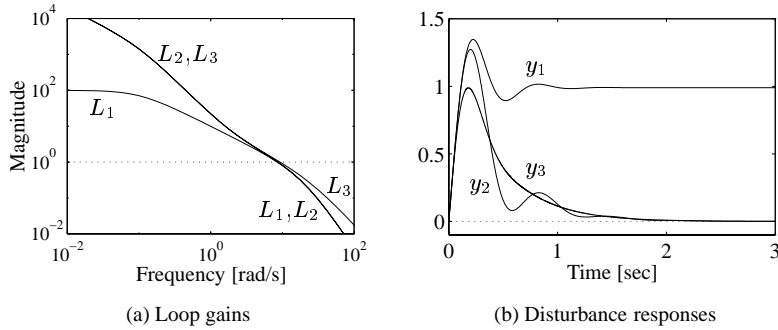 10^4
10^2
10^0
10^-2
Magnitude
L_2, L_3
L_1
L_3
L_1, L_2
10^-2
10^0
10^2
Frequency [rad/s]
(a) Loop gains
1.5
1
0.5
0
y_1
y_3
y_2
0
1
2
3
Time [sec]
(b) Disturbance responses